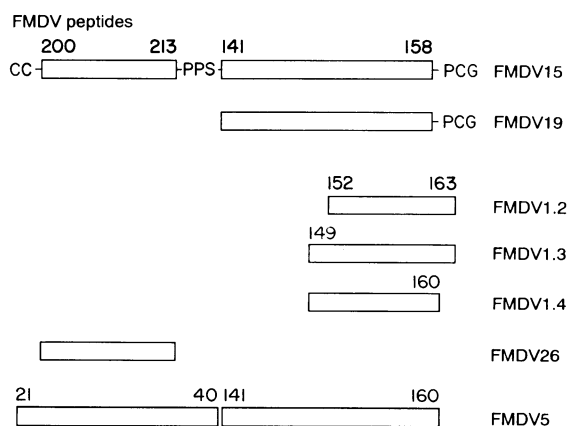 FMDV peptides
200 213 141 158
CC- -PPS- - PCG FMDV15
- PCG FMDV19
152 163
FMDV1.2
149
FMDV1.3
160
FMDV1.4
FMDV26
21 40 141 160
FMDV5